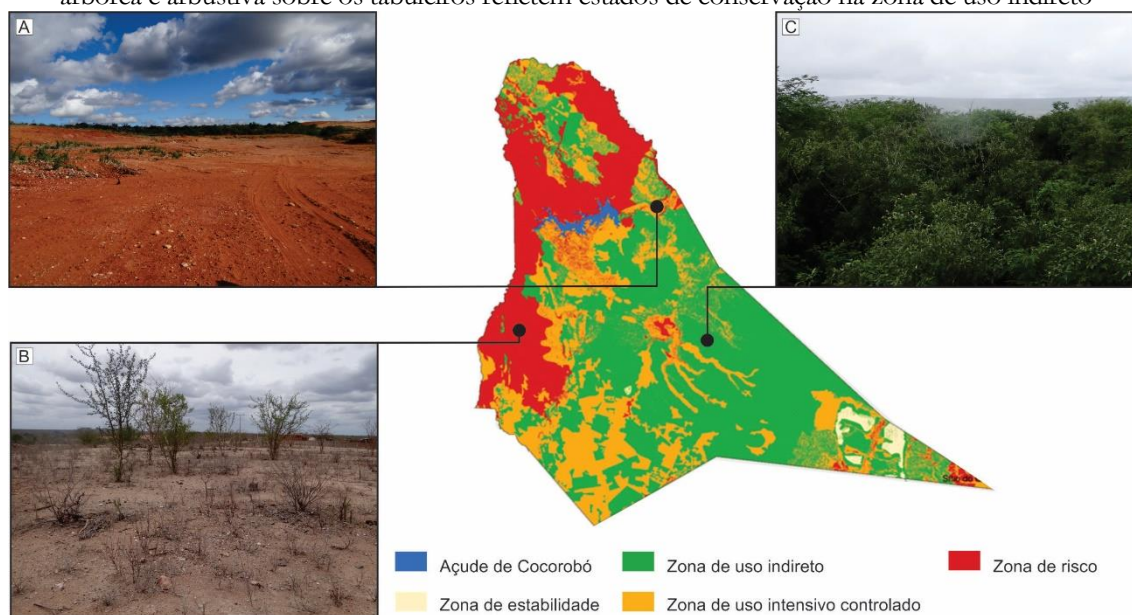 arbórea e arbustiva sobre os tabuleiros refletem estados de conservação na zona de uso indireto
A
C
B
Açude de Cocorobó
Zona de uso indireto
Zona de risco
Zona de estabilidade
Zona de uso intensivo controlado